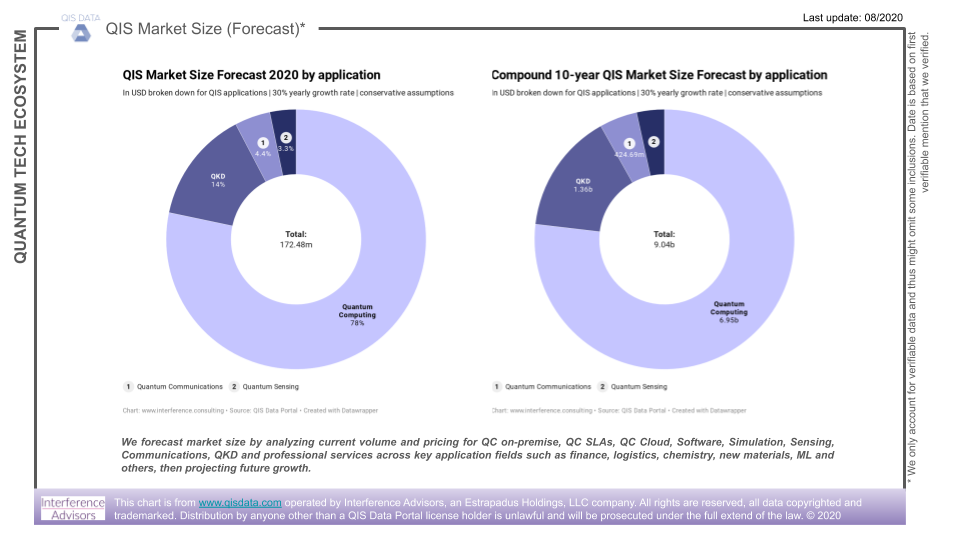 QIS DATA
QIS Market Size (Forecast)*
Last update: 08/2020
QUANTUM TECH ECOSYSTEM
QIS Market Size Forecast 2020 by application
In USD broken down for QIS applications | 30% yearly growth rate | conservative assumptions
1
4.4%
2
3.3%
QKD
14%
Total:
172.48m
Quantum
Computing
78%
1 Quantum Communications 2 Quantum Sensing
Chart: www.interference.consulting • Source: QIS Data Portal • Created with Datawrapper
Compound 10-year QIS Market Size Forecast by application
In USD broken down for QIS applications | 30% yearly growth rate | conservative assumptions
1
424.69m
2
QKD
1.36b
Total:
9.04b
Quantum
Computing
6.95b
1 Quantum Communications 2 Quantum Sensing
Chart: www.interference.consulting • Source: QIS Data Portal • Created with Datawrapper
We forecast market size by analyzing current volume and pricing for QC on-premise, QC SLAs, QC Cloud, Software, Simulation, Sensing,
Communications, QKD and professional services across key application fields such as finance, logistics, chemistry, new materials, ML and
others, then projecting future growth.
* We only account for verifiable data and thus might omit some inclusions. Date is based on first
verifiable mention that we verified.
Interference
Advisors
This chart is from www.qisdata.com operated by Interference Advisors, an Estrapadus Holdings, LLC company. All rights are reserved, all data copyrighted and
trademarked. Distribution by anyone other than a QIS Data Portal license holder is unlawful and will be prosecuted under the full extend of the law. © 2020